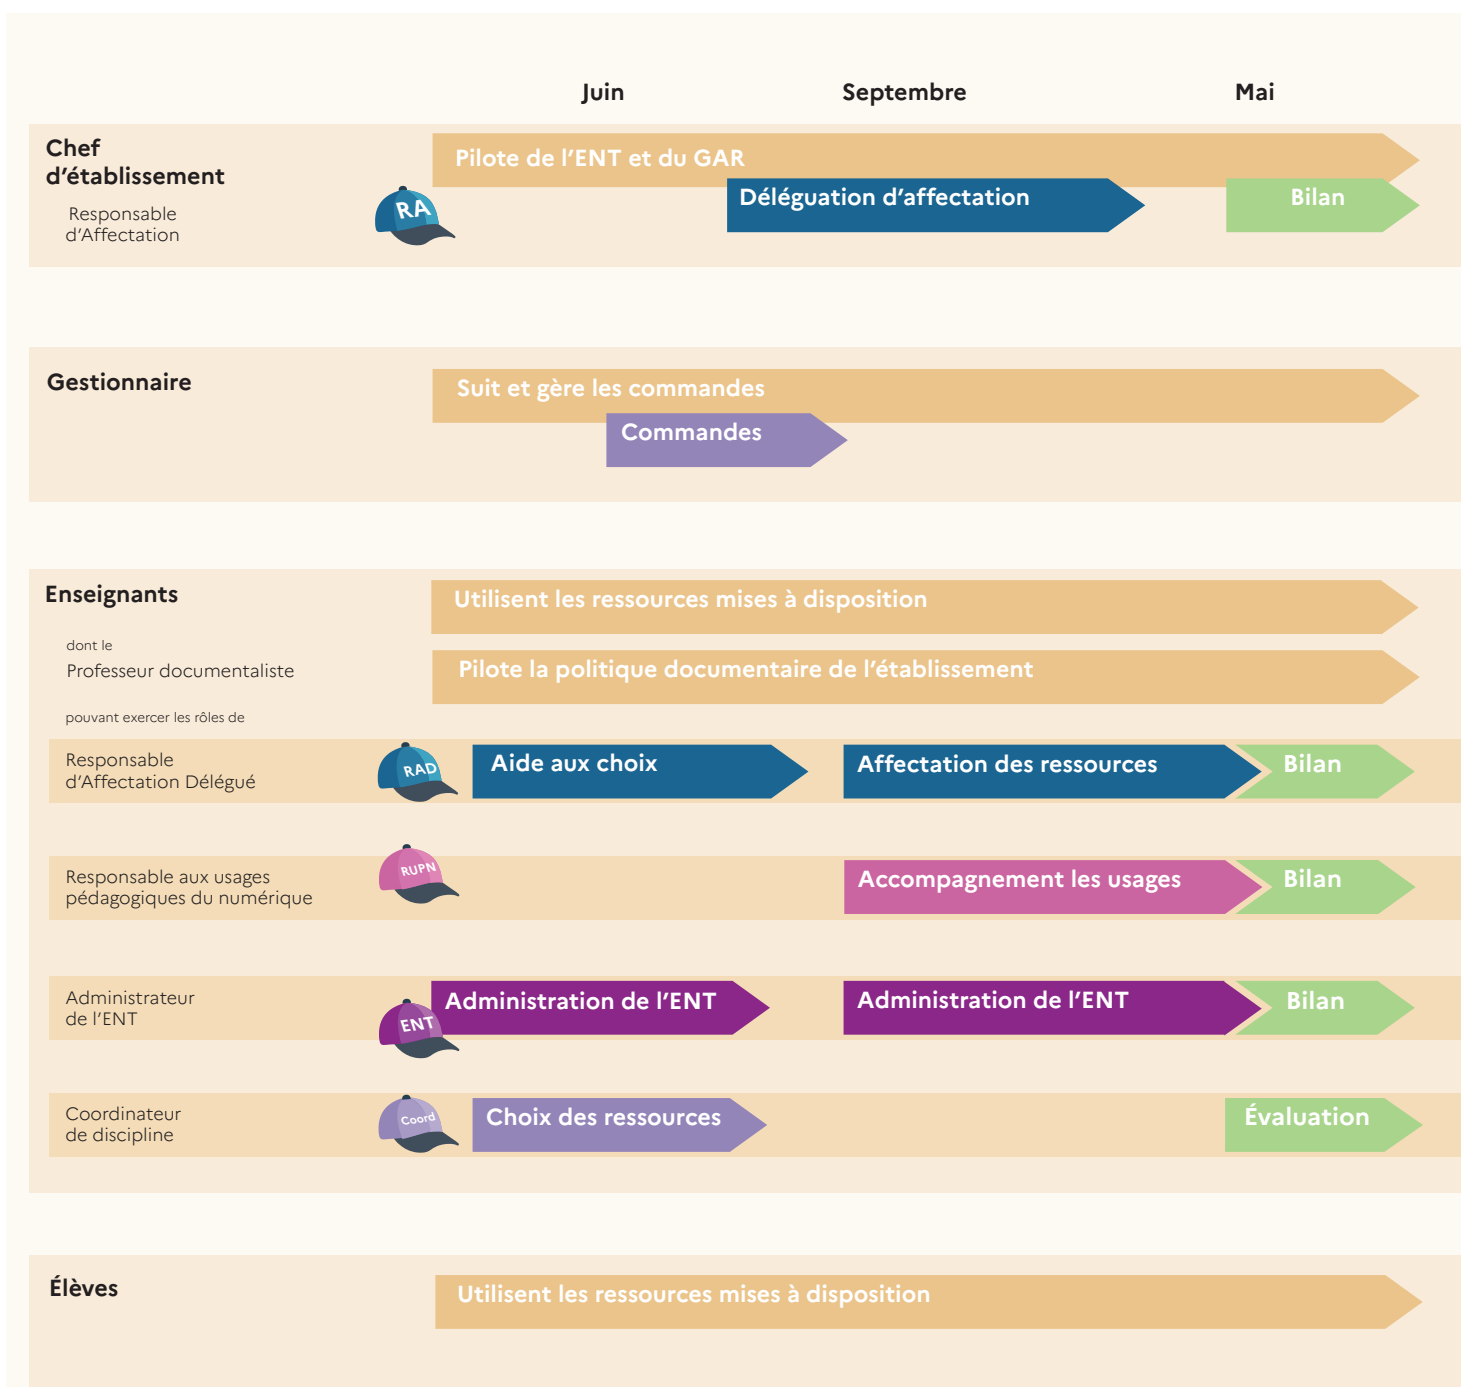 Juin
Septembre
Mai
Chef
d'établissement
Responsable
d'Affectation
RA
Pilote de l'ENT et du GAR
Déléguation d'affectation
Bilan
Gestionnaire
Suit et gère les commandes
Commandes
Enseignants
Utilisent les ressources mises à disposition
dont le
Professeur documentaliste
Pilote la politique documentaire de l'établissement
pouvant exercer les rôles de
Responsable
d'Affectation Délégué
RAD
Aide aux choix
Affectation des ressources
Bilan
Responsable aux usages
pédagogiques du numérique
RUPN
Accompagnement les usages
Bilan
Administrateur
de l'ENT
ENT
Administration de l'ENT
Administration de l'ENT
Bilan
Coordinateur
de discipline
Coord
Choix des ressources
Évaluation
Élèves
Utilisent les ressources mises à disposition